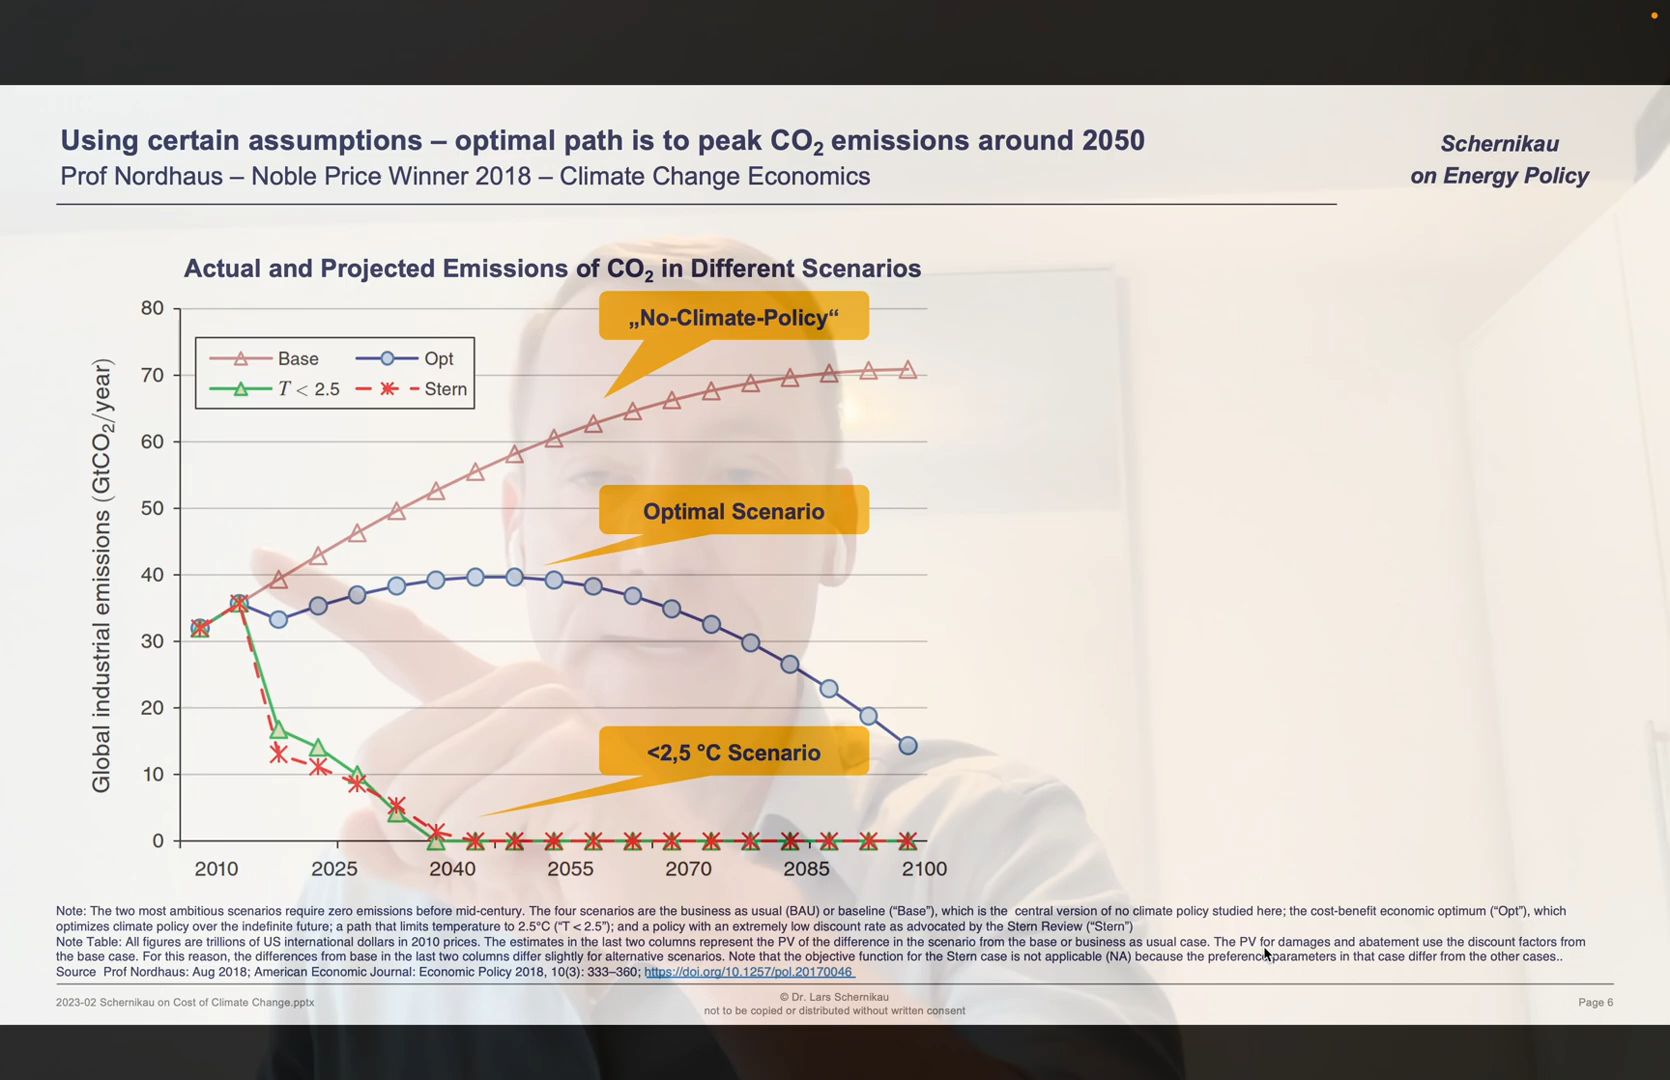 Using certain assumptions – optimal path is to peak CO₂ emissions around 2050
Prof Nordhaus – Noble Price Winner 2018 – Climate Change Economics
Schernikau
on Energy Policy
Actual and Projected Emissions of CO₂ in Different Scenarios
Global industrial emissions (GtCO₂/year)
80
70
60
50
40
30
20
10
0
Base
Opt
T < 2.5
Stern
„No-Climate-Policy“
Optimal Scenario
<2,5 °C Scenario
2010 2025 2040 2055 2070 2085 2100
Note: The two most ambitious scenarios require zero emissions before mid-century. The four scenarios are the business as usual (BAU) or baseline (“Base”), which is the central version of no climate policy studied here; the cost-benefit economic optimum (“Opt”), which
optimizes climate policy over the indefinite future; a path that limits temperature to 2.5°C (“T < 2.5”); and a policy with an extremely low discount rate as advocated by the Stern Review (“Stern”)
Note Table: All figures are trillions of US international dollars in 2010 prices. The estimates in the last two columns represent the PV of the difference in the scenario from the base or business as usual case. The PV for damages and abatement use the discount factors from
the base case. For this reason, the differences from base in the last two columns differ slightly for alternative scenarios. Note that the objective function for the Stern case is not applicable (NA) because the preference parameters in that case differ from the other cases..
Source Prof Nordhaus: Aug 2018; American Economic Journal: Economic Policy 2018, 10(3): 333–360; https://doi.org/10.1257/pol.20170046
2023-02 Schernikau on Cost of Climate Change.pptx
© Dr. Lars Schernikau
not to be copied or distributed without written consent
Page 6